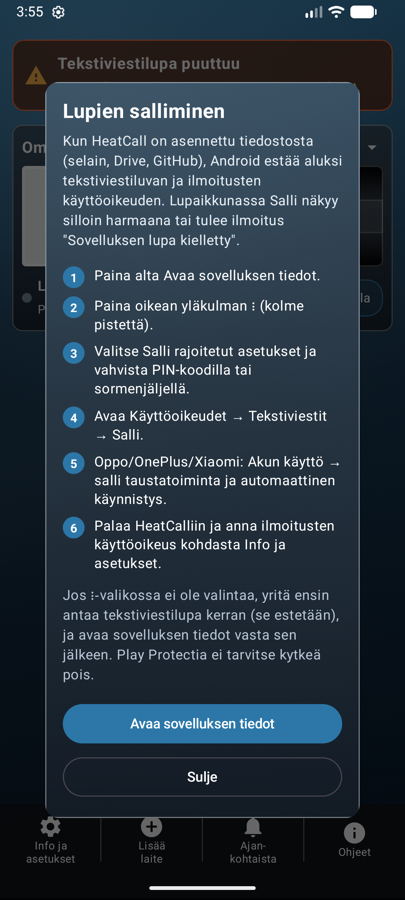 3:55
Tekstiviestilupa puuttuu
Om
Lupien salliminen
Kun HeatCall on asennettu tiedostosta
(selain, Drive, GitHub), Android estää aluksi
tekstiviestiluvan ja ilmoitusten
käyttöoikeuden. Lupaikkunassa Salli näkyy
silloin harmaana tai tulee ilmoitus
"Sovelluksen lupa kielletty".
1 Paina alta Avaa sovelluksen tiedot.
2 Paina oikean yläkulman ⁝ (kolme
pistettä).
3 Valitse Salli rajoitetut asetukset ja
vahvista PIN-koodilla tai
sormenjäljellä.
4 Avaa Käyttöoikeudet → Tekstiviestit
→ Salli.
5 Oppo/OnePlus/Xiaomi: Akun käyttö →
salli taustatoiminta ja automaattinen
käynnistys.
6 Palaa HeatCalliin ja anna ilmoitusten
käyttöoikeus kohdasta Info ja
asetukset.
Jos ⁝-valikossa ei ole valintaa, yritä ensin
antaa tekstiviestilupa kerran (se estetään),
ja avaa sovelluksen tiedot vasta sen
jälkeen. Play Protectia ei tarvitse kytkeä
pois.
Avaa sovelluksen tiedot
Sulje
Info ja
asetukset
Lisää
laite
Ajan-
kohtaista
Ohjeet